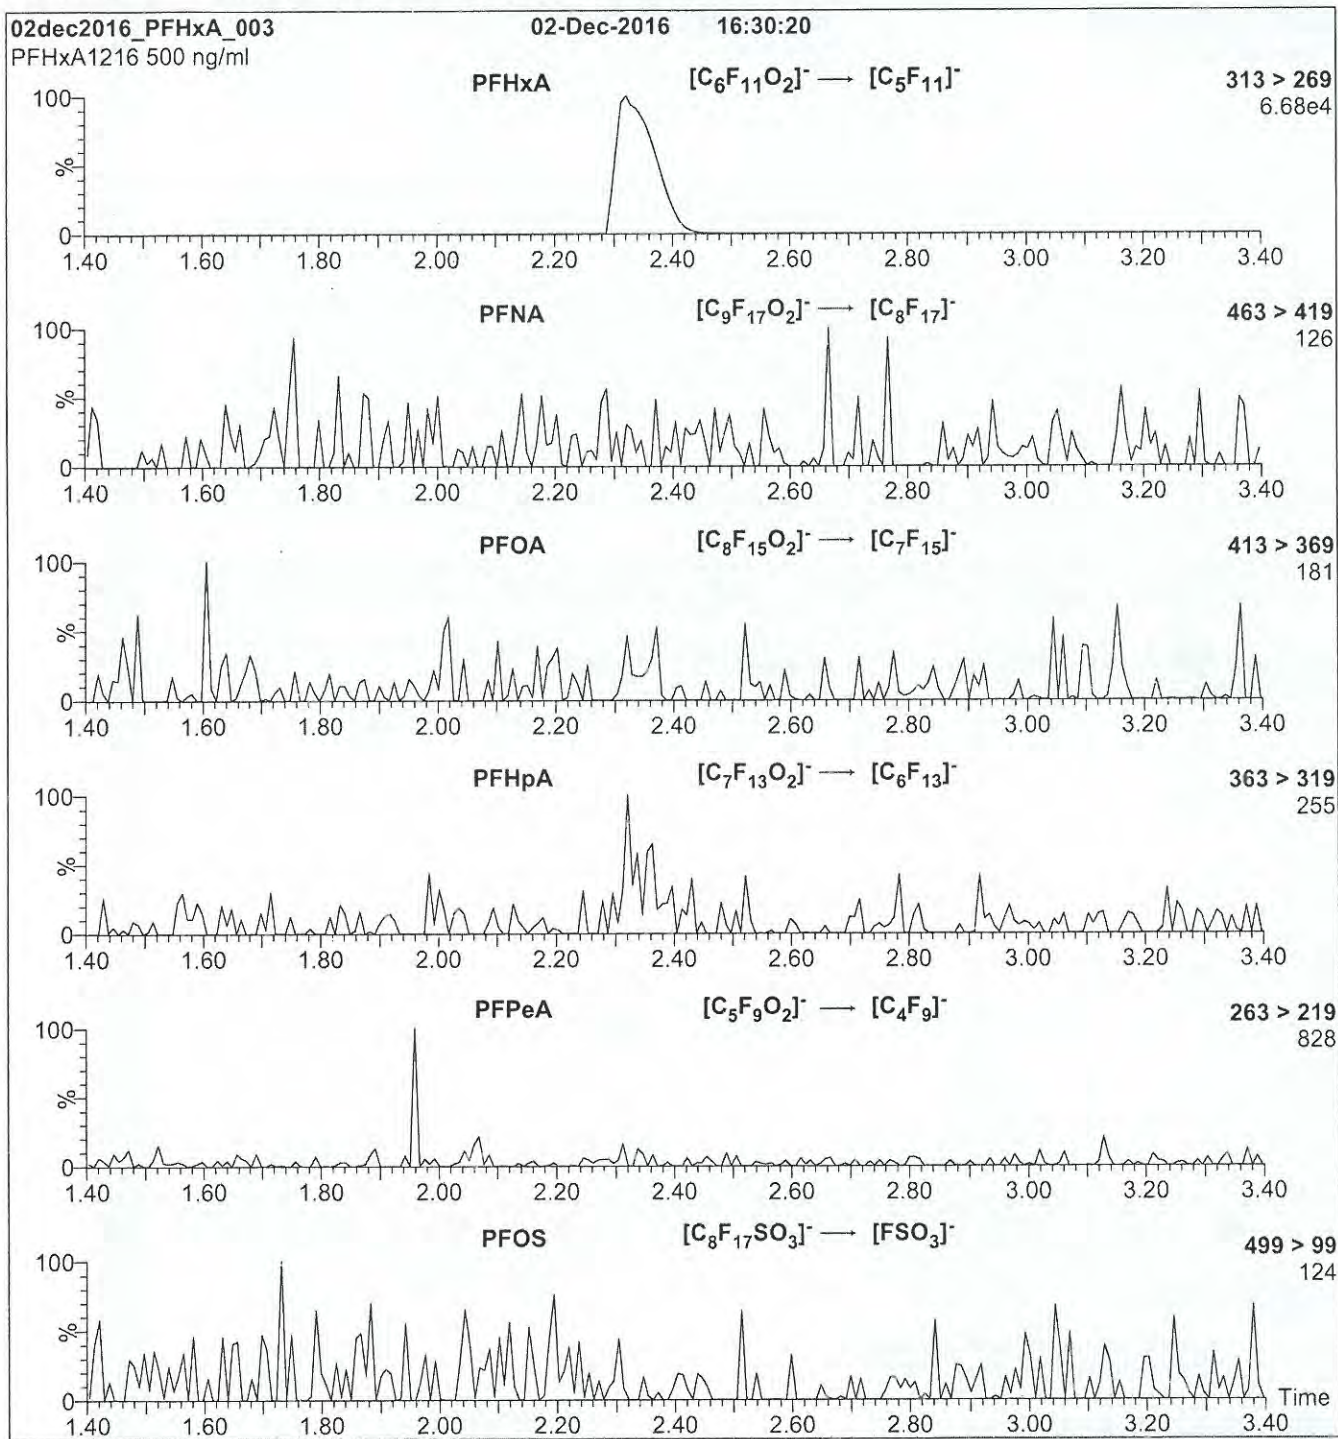 02dec2016_PFHxA_003 02-Dec-2016 16:30:20
PFHxA1216 500 ng/ml
PFHxA [C6F11O2]- → [C5F11]- 313 > 269
6.68e4
100
%
0
1.40 1.60 1.80 2.00 2.20 2.40 2.60 2.80 3.00 3.20 3.40
PFNA [C9F17O2]- → [C8F17]- 463 > 419
126
100
%
0
1.40 1.60 1.80 2.00 2.20 2.40 2.60 2.80 3.00 3.20 3.40
PFOA [C8F15O2]- → [C7F15]- 413 > 369
181
100
%
0
1.40 1.60 1.80 2.00 2.20 2.40 2.60 2.80 3.00 3.20 3.40
PFHpA [C7F13O2]- → [C6F13]- 363 > 319
255
100
%
0
1.40 1.60 1.80 2.00 2.20 2.40 2.60 2.80 3.00 3.20 3.40
PFPeA [C5F9O2]- → [C4F9]- 263 > 219
828
100
%
0
1.40 1.60 1.80 2.00 2.20 2.40 2.60 2.80 3.00 3.20 3.40
PFOS [C8F17SO3]- → [FSO3]- 499 > 99
124
100
%
0
Time
1.40 1.60 1.80 2.00 2.20 2.40 2.60 2.80 3.00 3.20 3.40